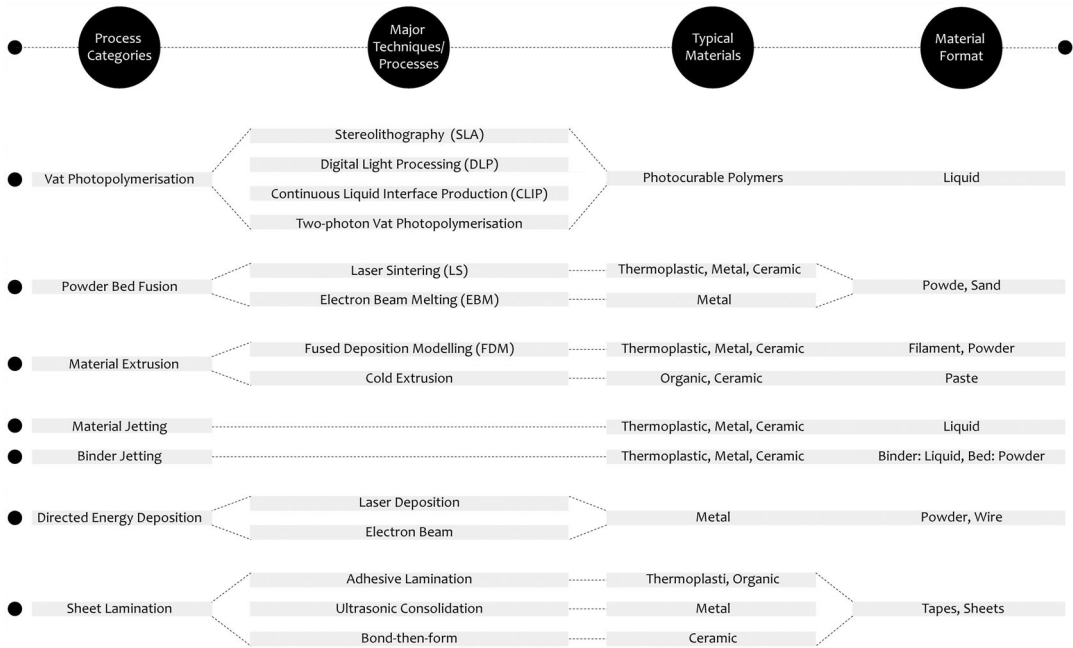 Process
Categories
Major
Techniques/
Processes
Typical
Materials
Material
Format
Vat Photopolymerisation
Stereolithography (SLA)
Digital Light Processing (DLP)
Continuous Liquid Interface Production (CLIP)
Two-photon Vat Photopolymerisation
Photocurable Polymers
Liquid
Powder Bed Fusion
Laser Sintering (LS)
Thermoplastic, Metal, Ceramic
Electron Beam Melting (EBM)
Metal
Powde, Sand
Material Extrusion
Fused Deposition Modelling (FDM)
Thermoplastic, Metal, Ceramic
Filament, Powder
Cold Extrusion
Organic, Ceramic
Paste
Material Jetting
Thermoplastic, Metal, Ceramic
Liquid
Binder Jetting
Thermoplastic, Metal, Ceramic
Binder: Liquid, Bed: Powder
Directed Energy Deposition
Laser Deposition
Electron Beam
Metal
Powder, Wire
Sheet Lamination
Adhesive Lamination
Thermoplasti, Organic
Ultrasonic Consolidation
Metal
Bond-then-form
Ceramic
Tapes, Sheets